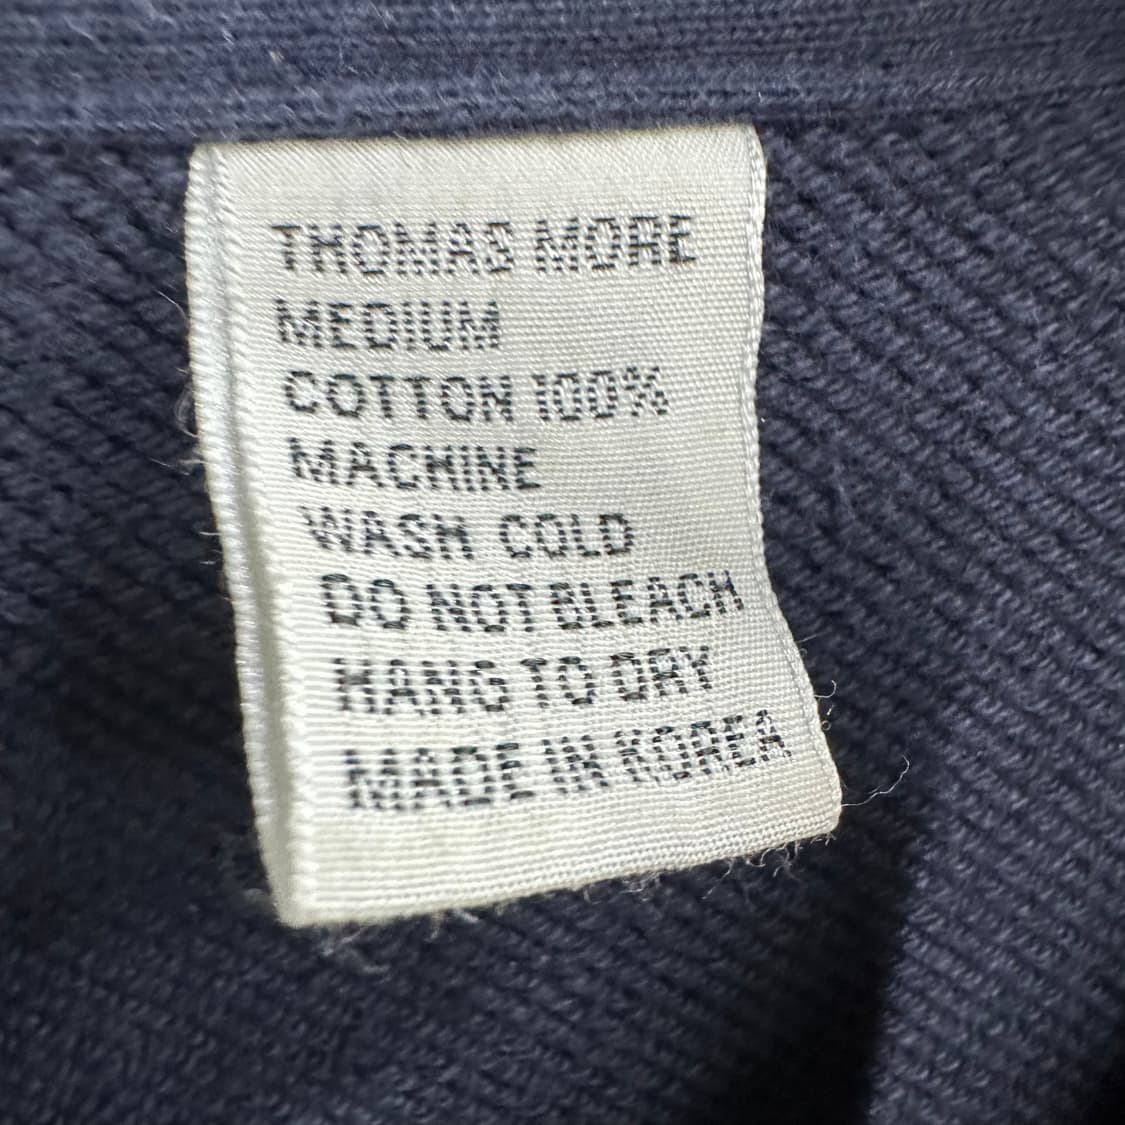 THOMAS MORE
MEDIUM
COTTON 100%
MACHINE
WASH COLD
DO NOT BLEACH
HANG TO DRY
MADE IN KOREA